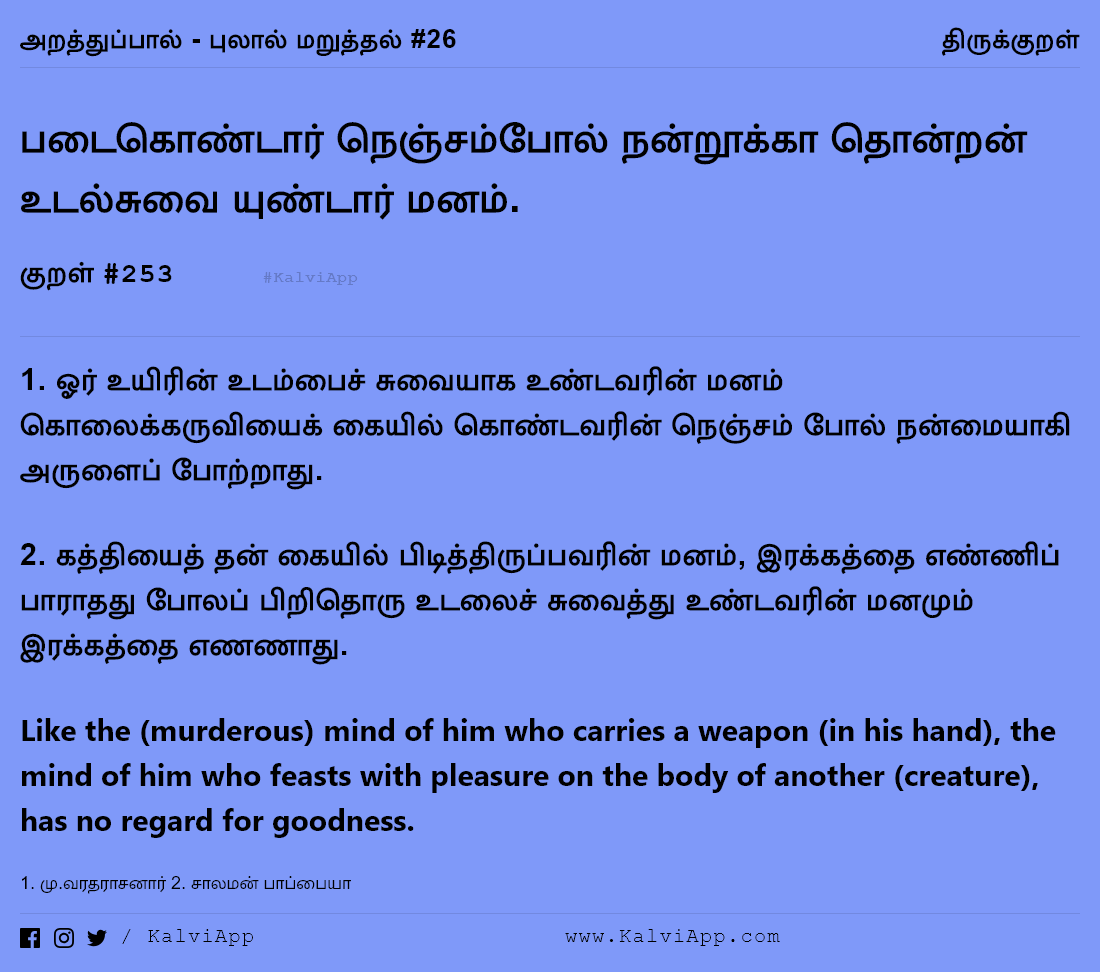 அறத்துப்பால் - புலால் மறுத்தல் #26 திருக்குறள்
படைகொண்டார் நெஞ்சம்போல் நன்றூக்கா தொன்றன்
உடல்சுவை யுண்டார் மனம்.
குறள் #253 #KalviApp
1. ஓர் உயிரின் உடம்பைச் சுவையாக உண்டவரின் மனம்
கொலைக்கருவியைக் கையில் கொண்டவரின் நெஞ்சம் போல் நன்மையாகி
அருளைப் போற்றாது.
2. கத்தியைத் தன் கையில் பிடித்திருப்பவரின் மனம், இரக்கத்தை எண்ணிப்
பாராதது போலப் பிறிதொரு உடலைச் சுவைத்து உண்டவரின் மனமும்
இரக்கத்தை எணணாது.
Like the (murderous) mind of him who carries a weapon (in his hand), the
mind of him who feasts with pleasure on the body of another (creature),
has no regard for goodness.
1. மு.வரதராசனார் 2. சாலமன் பாப்பையா
/ KalviApp www.KalviApp.com